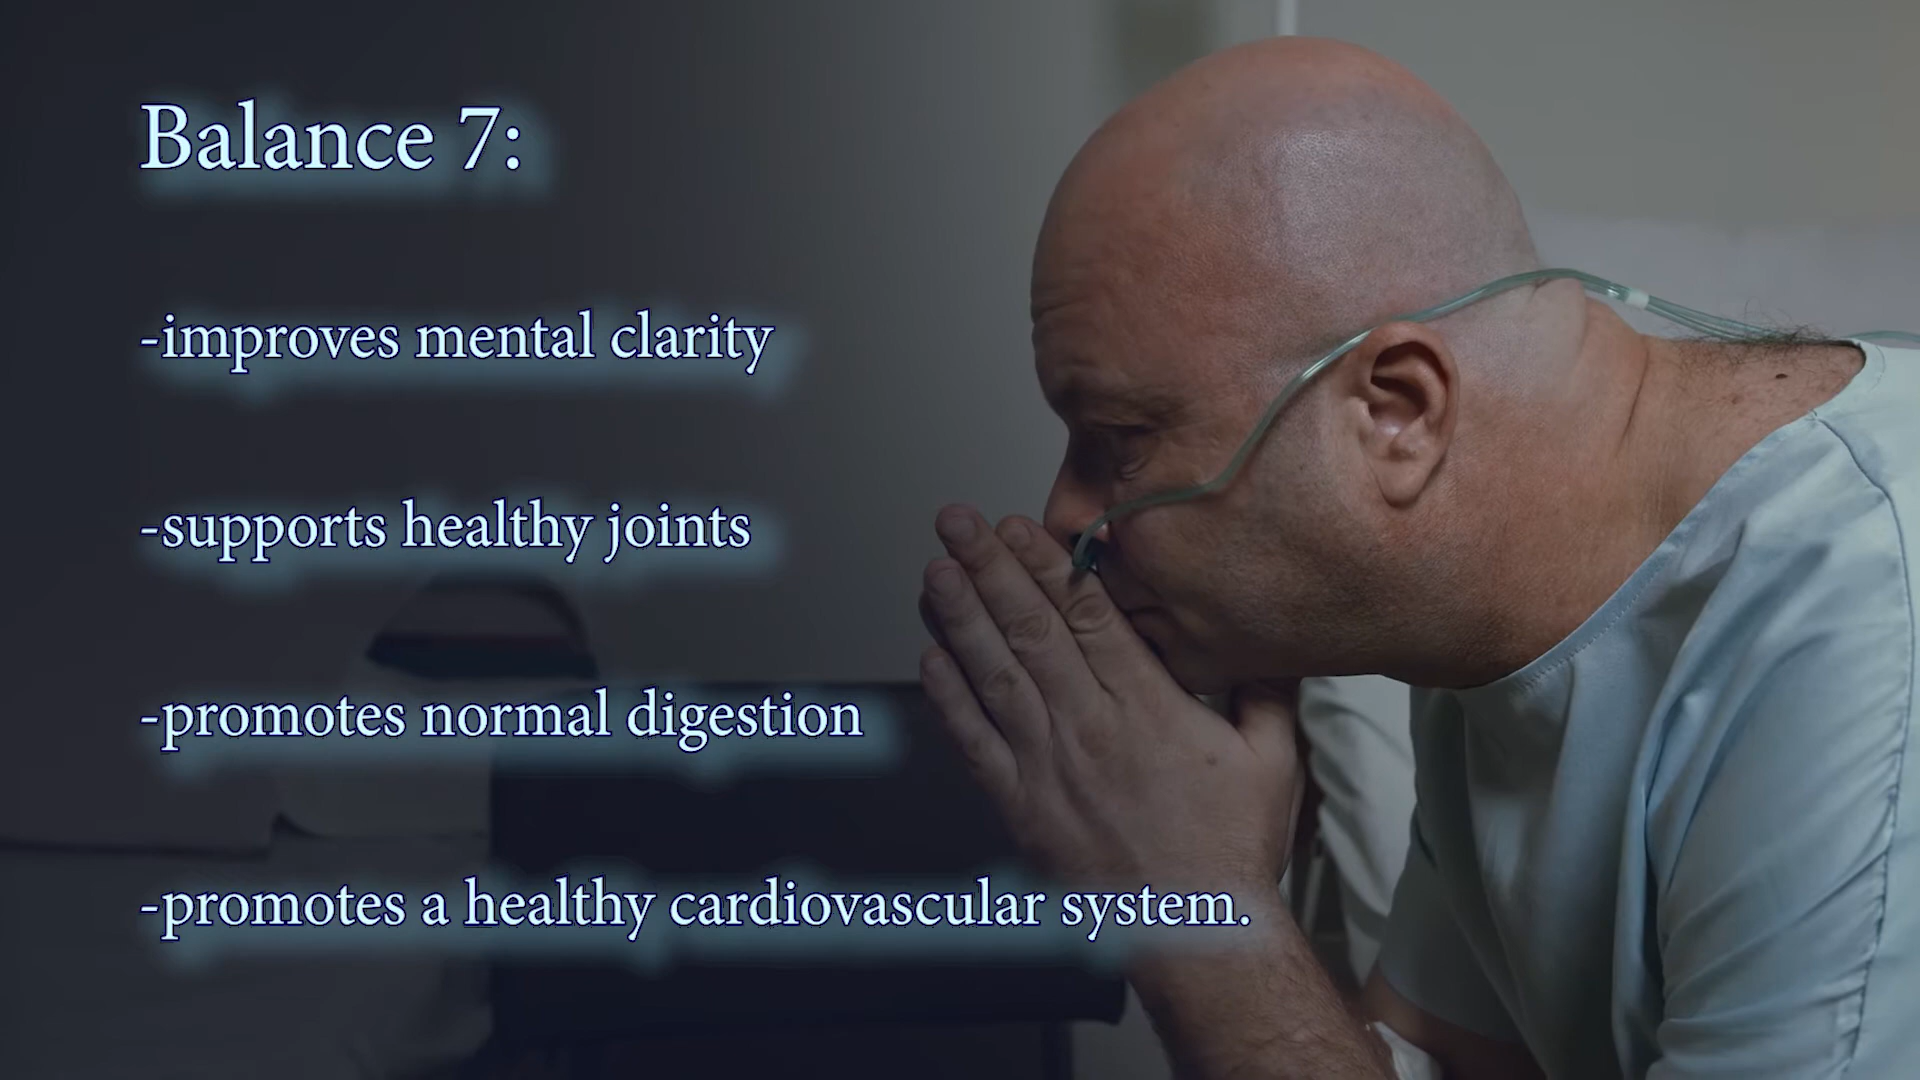 Balance 7:
-improves mental clarity
-supports healthy joints
-promotes normal digestion
-promotes a healthy cardiovascular system.